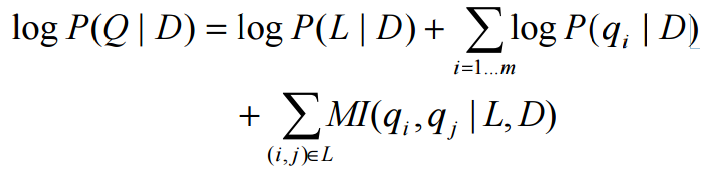 log P(Q | D) = log P(L | D) + ∑ log P(q_i | D)
i=1...m
+ ∑ MI(q_i, q_j | L, D)
(i,j)∈L